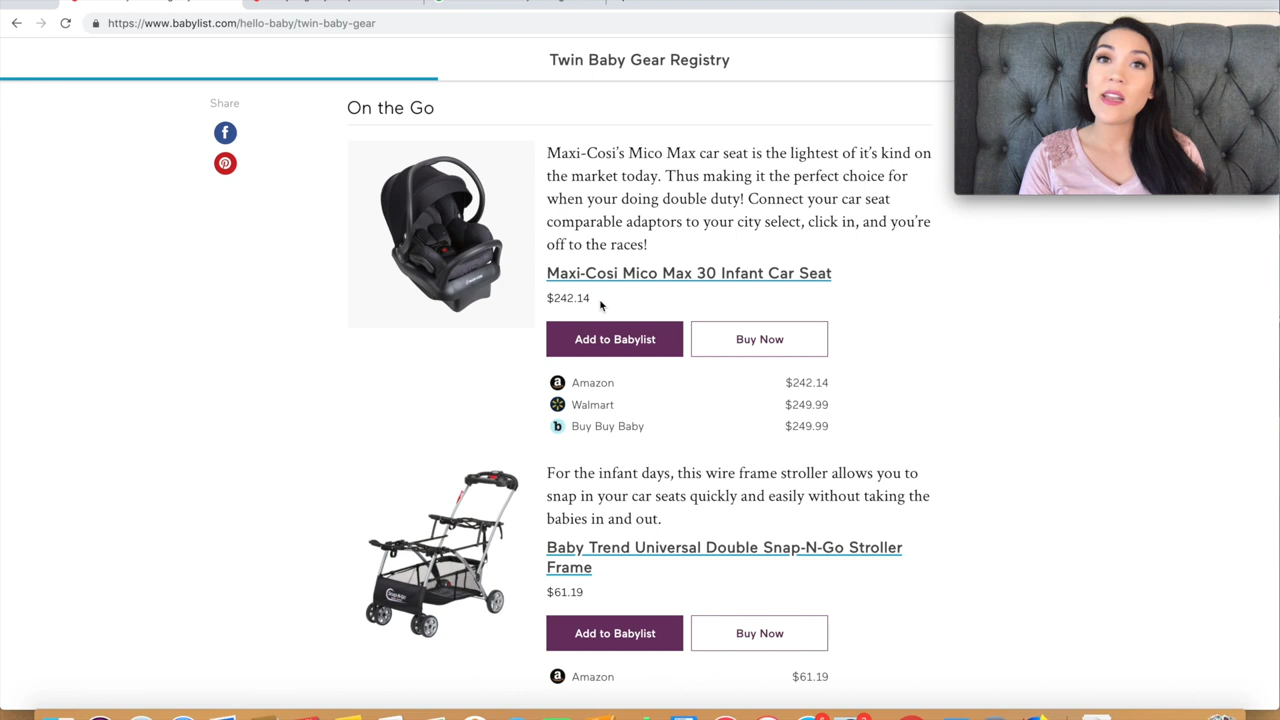 https://www.babylist.com/hello-baby/twin-baby-gear
Twin Baby Gear Registry
Share
On the Go
Maxi-Cosi's Mico Max car seat is the lightest of it's kind on
the market today. Thus making it the perfect choice for
when your doing double duty! Connect your car seat
comparable adaptors to your city select, click in, and you're
off to the races!
Maxi-Cosi Mico Max 30 Infant Car Seat
$242.14
Add to Babylist
Buy Now
Amazon $242.14
Walmart $249.99
Buy Buy Baby $249.99
For the infant days, this wire frame stroller allows you to
snap in your car seats quickly and easily without taking the
babies in and out.
Baby Trend Universal Double Snap-N-Go Stroller
Frame
$61.19
Add to Babylist
Buy Now
Amazon $61.19